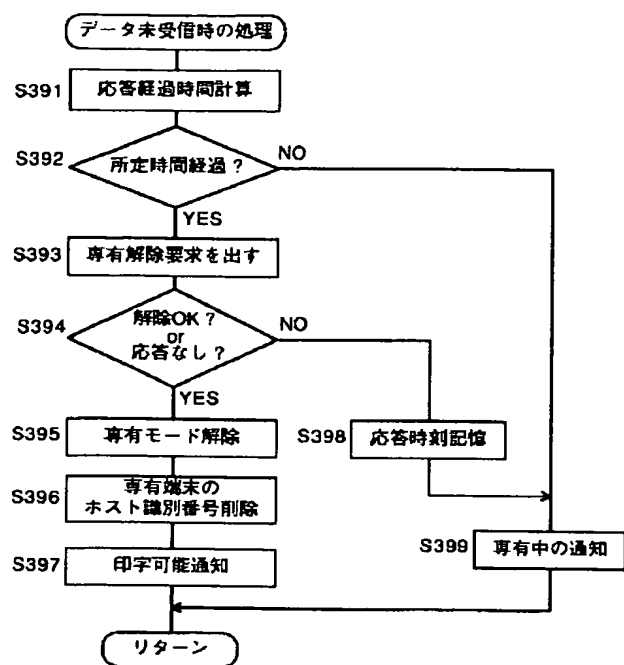 データ未受信時の処理
S391
応答経過時間計算
S392
所定時間経過？
NO
YES
S393
専有解除要求を出す
S394
解除OK？
or
応答なし？
NO
YES
S395
専有モード解除
S398
応答時刻記憶
S396
専有端末の
ホスト識別番号削除
S397
印字可能通知
S399
専有中の通知
リターン